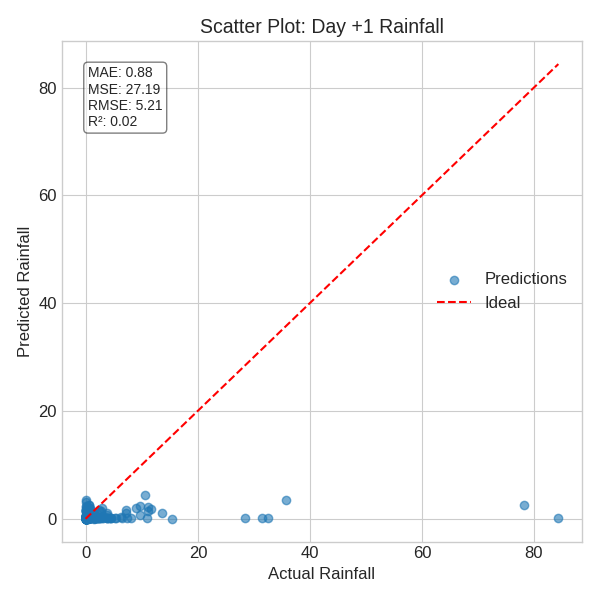 Scatter Plot: Day +1 Rainfall
MAE: 0.88
MSE: 27.19
RMSE: 5.21
R²: 0.02
80
60
40
20
0
Predicted Rainfall
Predictions
Ideal
0 20 40 60 80
Actual Rainfall